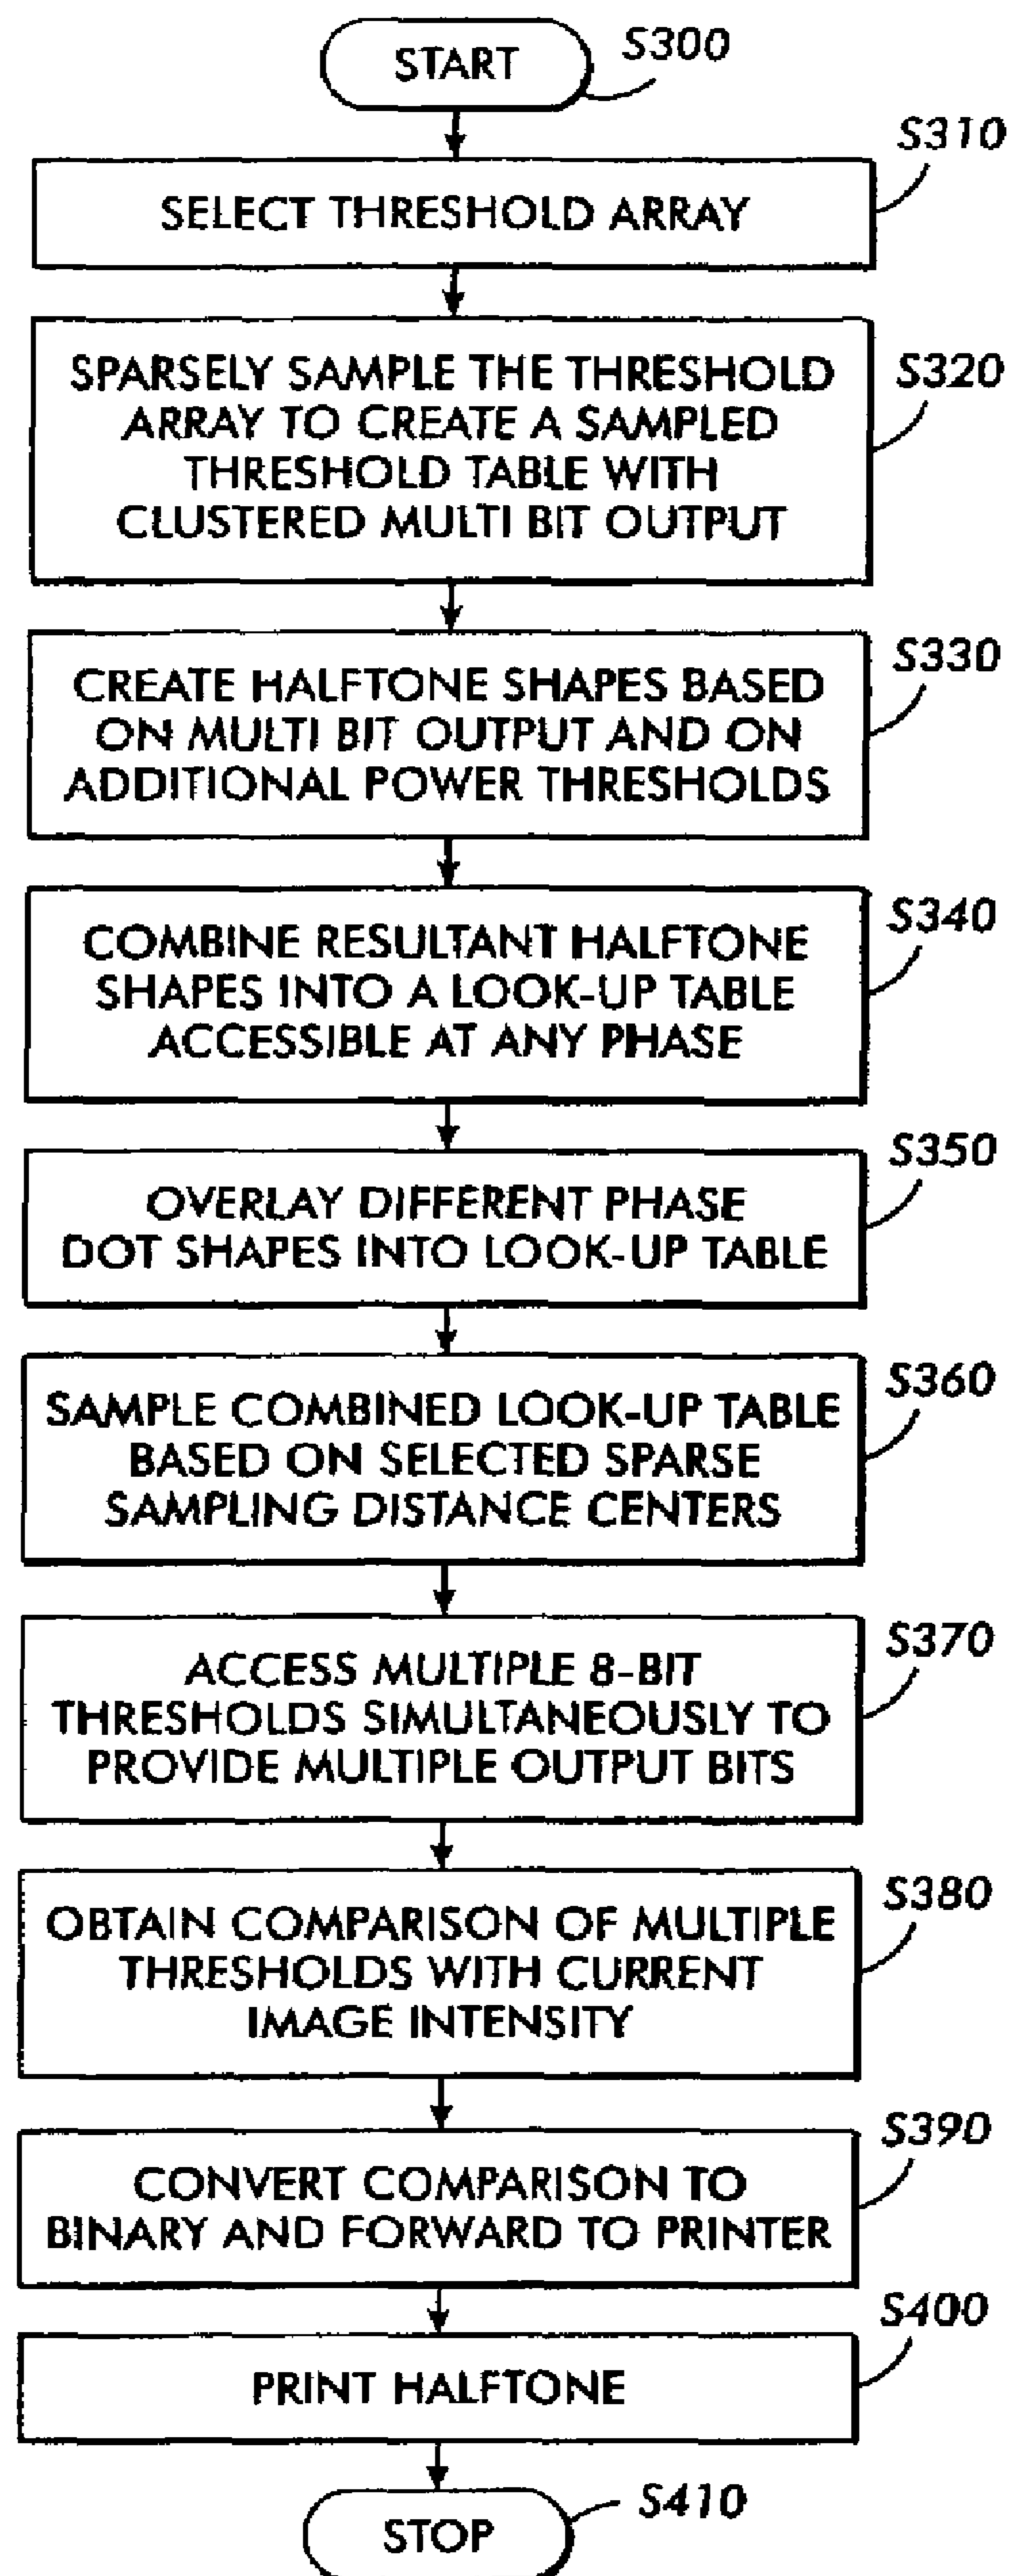 START
S300
S310
SELECT THRESHOLD ARRAY
S320
SPARSELY SAMPLE THE THRESHOLD
ARRAY TO CREATE A SAMPLED
THRESHOLD TABLE WITH
CLUSTERED MULTI BIT OUTPUT
S330
CREATE HALFTONE SHAPES BASED
ON MULTI BIT OUTPUT AND ON
ADDITIONAL POWER THRESHOLDS
S340
COMBINE RESULTANT HALFTONE
SHAPES INTO A LOOK-UP TABLE
ACCESSIBLE AT ANY PHASE
S350
OVERLAY DIFFERENT PHASE
DOT SHAPES INTO LOOK-UP TABLE
S360
SAMPLE COMBINED LOOK-UP TABLE
BASED ON SELECTED SPARSE
SAMPLING DISTANCE CENTERS
S370
ACCESS MULTIPLE 8-BIT
THRESHOLDS SIMULTANEOUSLY TO
PROVIDE MULTIPLE OUTPUT BITS
S380
OBTAIN COMPARISON OF MULTIPLE
THRESHOLDS WITH CURRENT
IMAGE INTENSITY
S390
CONVERT COMPARISON TO
BINARY AND FORWARD TO PRINTER
S400
PRINT HALFTONE
S410
STOP